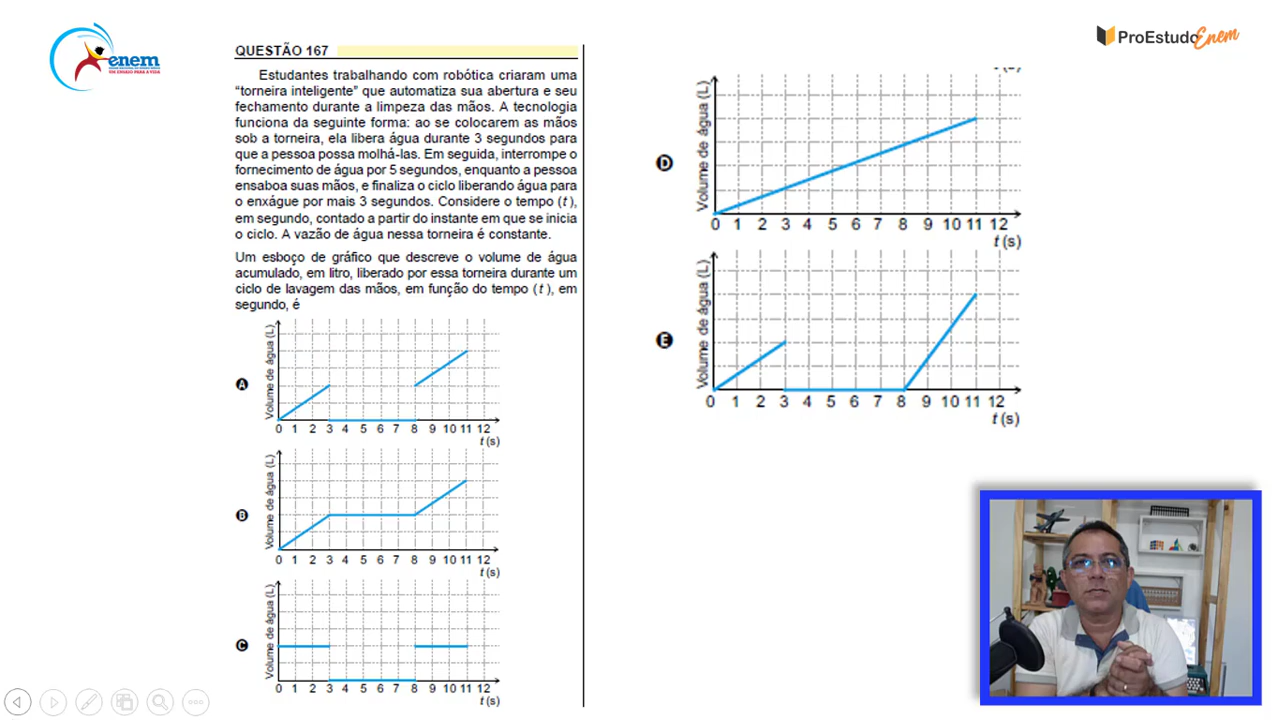 enem
ProEstudo Enem
QUESTÃO 167
Estudantes trabalhando com robótica criaram uma
“torneira inteligente” que automatiza sua abertura e seu
fechamento durante a limpeza das mãos. A tecnologia
funciona da seguinte forma: ao se colocarem as mãos
sob a torneira, ela libera água durante 3 segundos para
que a pessoa possa molhá-las. Em seguida, interrompe o
fornecimento de água por 5 segundos, enquanto a pessoa
ensaboa suas mãos, e finaliza o ciclo liberando água para
o enxágue por mais 3 segundos. Considere o tempo (t),
em segundo, contado a partir do instante em que se inicia
o ciclo. A vazão de água nessa torneira é constante.
Um esboço de gráfico que descreve o volume de água
acumulado, em litro, liberado por essa torneira durante um
ciclo de lavagem das mãos, em função do tempo (t), em
segundo, é
A
Volume de água (L)
0 1 2 3 4 5 6 7 8 9 10 11 12
t (s)
B
Volume de água (L)
0 1 2 3 4 5 6 7 8 9 10 11 12
t (s)
C
Volume de água (L)
0 1 2 3 4 5 6 7 8 9 10 11 12
t (s)
D
Volume de água (L)
0 1 2 3 4 5 6 7 8 9 10 11 12
t (s)
E
Volume de água (L)
0 1 2 3 4 5 6 7 8 9 10 11 12
t (s)